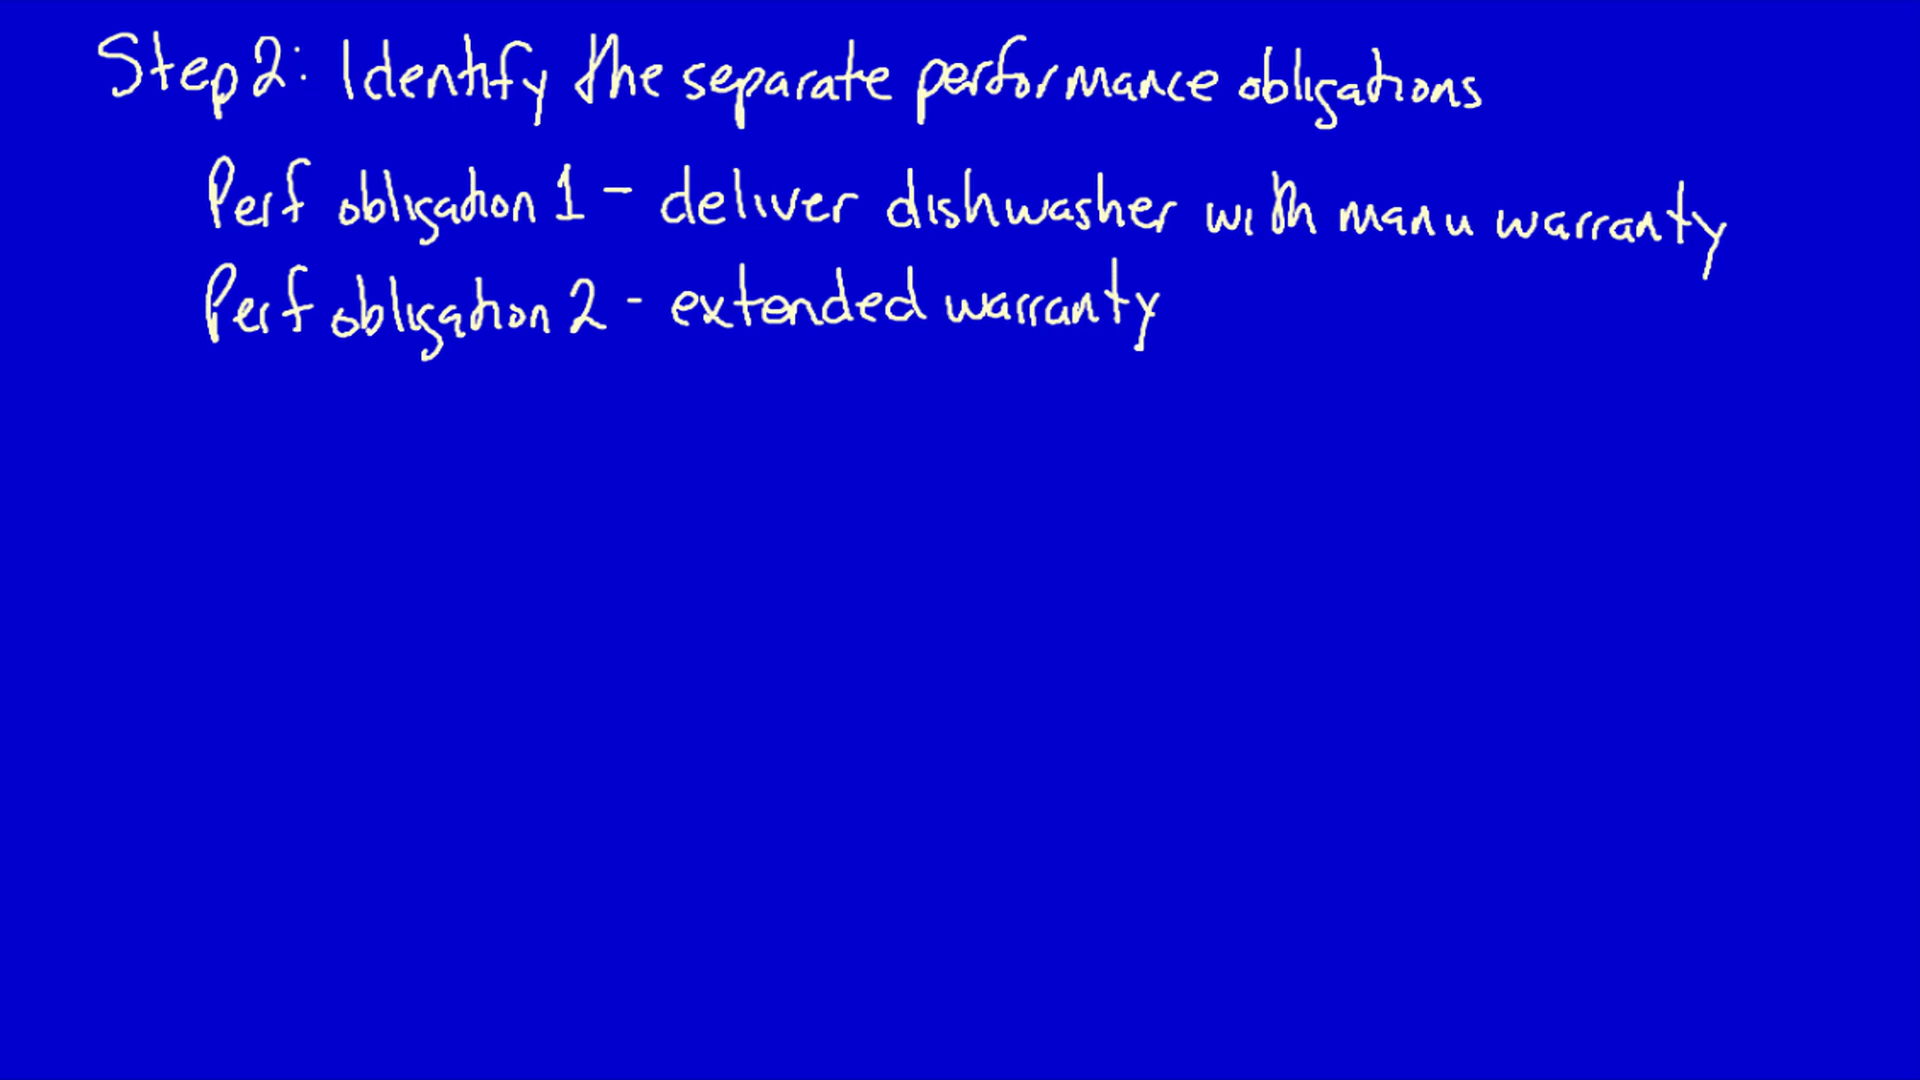 Step 2: Identify the separate performance obligations
Perf obligation 1 - deliver dishwasher with manu warranty
Perf obligation 2 - extended warranty